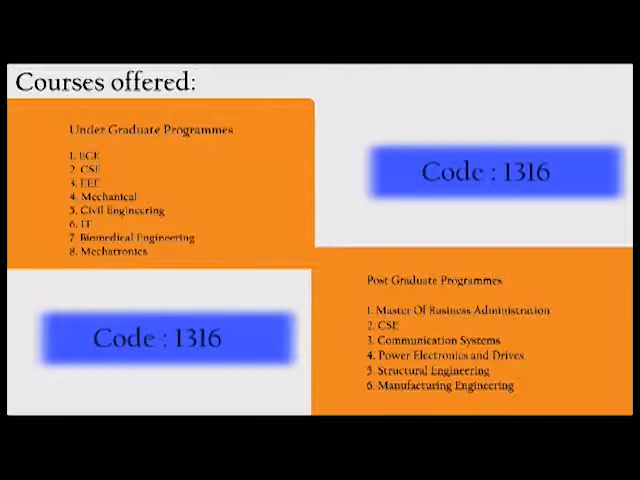 Courses offered:
Under Graduate Programmes
1. ECE
2. CSE
3. EEE
4. Mechanical
5. Civil Engineering
6. IT
7. Biomedical Engineering
8. Mechatronics
Code : 1316
Post Graduate Programmes
1. Master Of Business Administration
2. CSE
3. Communication Systems
4. Power Electronics and Drives
5. Structural Engineering
6. Manufacturing Engineering
Code : 1316